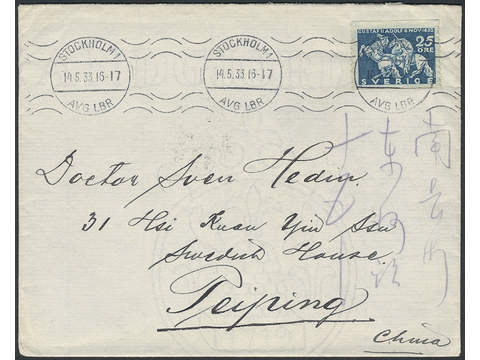 STOCKHOLM 1
14.5.33.16-17
AVG LBR
STOCKHOLM 1
14.5.33.16-17
AVG LBR
AVG LBR
GUSTAF II ADOLF 6 NOV 1632
25
ÖRE
SVERIGE
Doctor Sven Hedin.
31 Hsi Kuan Yin Ssu
Swedish House.
Peiping
China
南